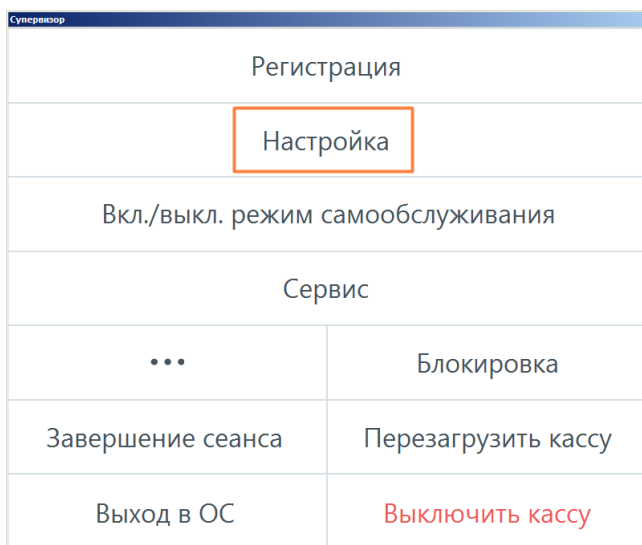 Супервизор
Регистрация
Настройка
Вкл./выкл. режим самообслуживания
Сервис
••• Блокировка
Завершение сеанса Перезагрузить кассу
Выход в ОС Выключить кассу